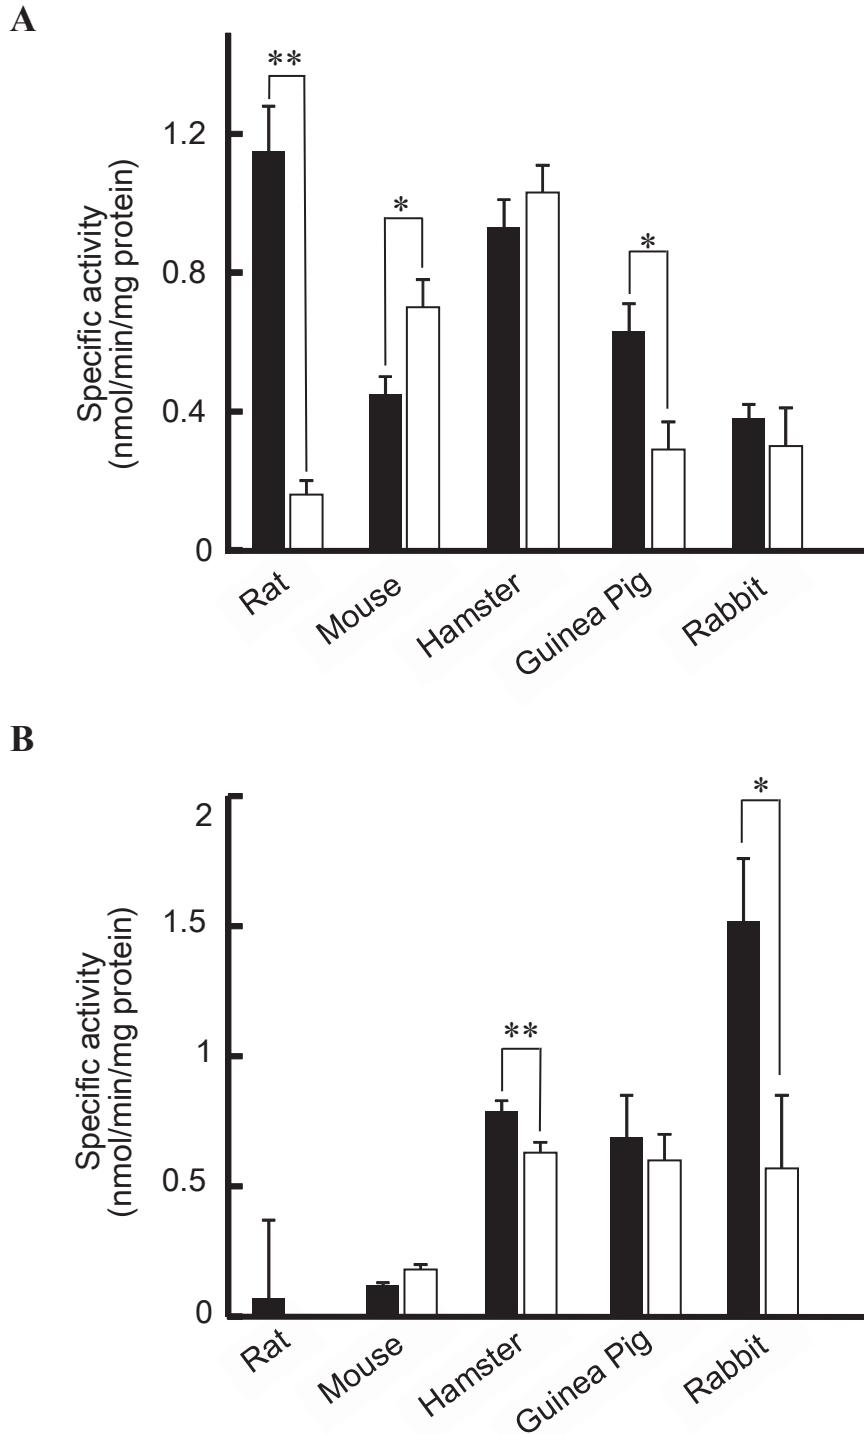 A
**
1.2
*
*
0.8
0.4
0
Specific activity
(nmol/min/mg protein)
Rat
Mouse
Hamster
Guinea Pig
Rabbit
B
*
2
1.5
**
1
0.5
0
Specific activity
(nmol/min/mg protein)
Rat
Mouse
Hamster
Guinea Pig
Rabbit